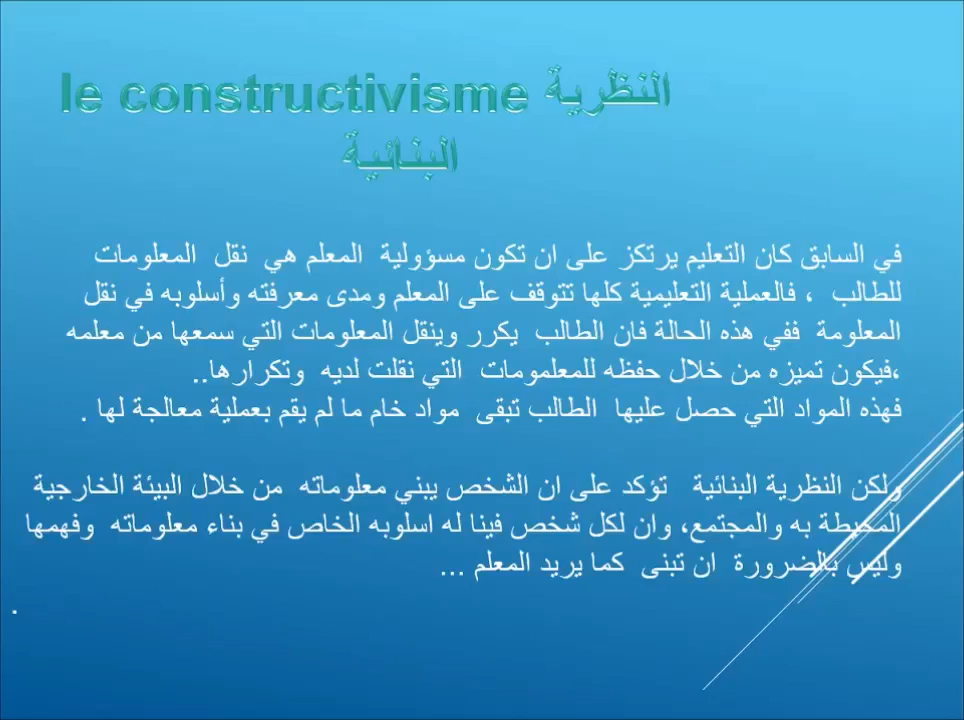 النظرية le constructivisme
البنائية
في السابق كان التعليم يرتكز على ان تكون مسؤولية المعلم هي نقل المعلومات
للطالب ، فالعملية التعليمية كلها تتوقف على المعلم ومدى معرفته وأسلوبه في نقل
المعلومة ففي هذه الحالة فان الطالب يكرر وينقل المعلومات التي سمعها من معلمه
،فيكون تميزه من خلال حفظه للمعلمومات التي نقلت لديه وتكرارها..
فهذه المواد التي حصل عليها الطالب تبقى مواد خام ما لم يقم بعملية معالجة لها .
ولكن النظرية البنائية تؤكد على ان الشخص يبني معلوماته من خلال البيئة الخارجية
المحيطة به والمجتمع، وان لكل شخص فينا له اسلوبه الخاص في بناء معلوماته وفهمها
وليس بالضرورة ان تبنى كما يريد المعلم ...
.